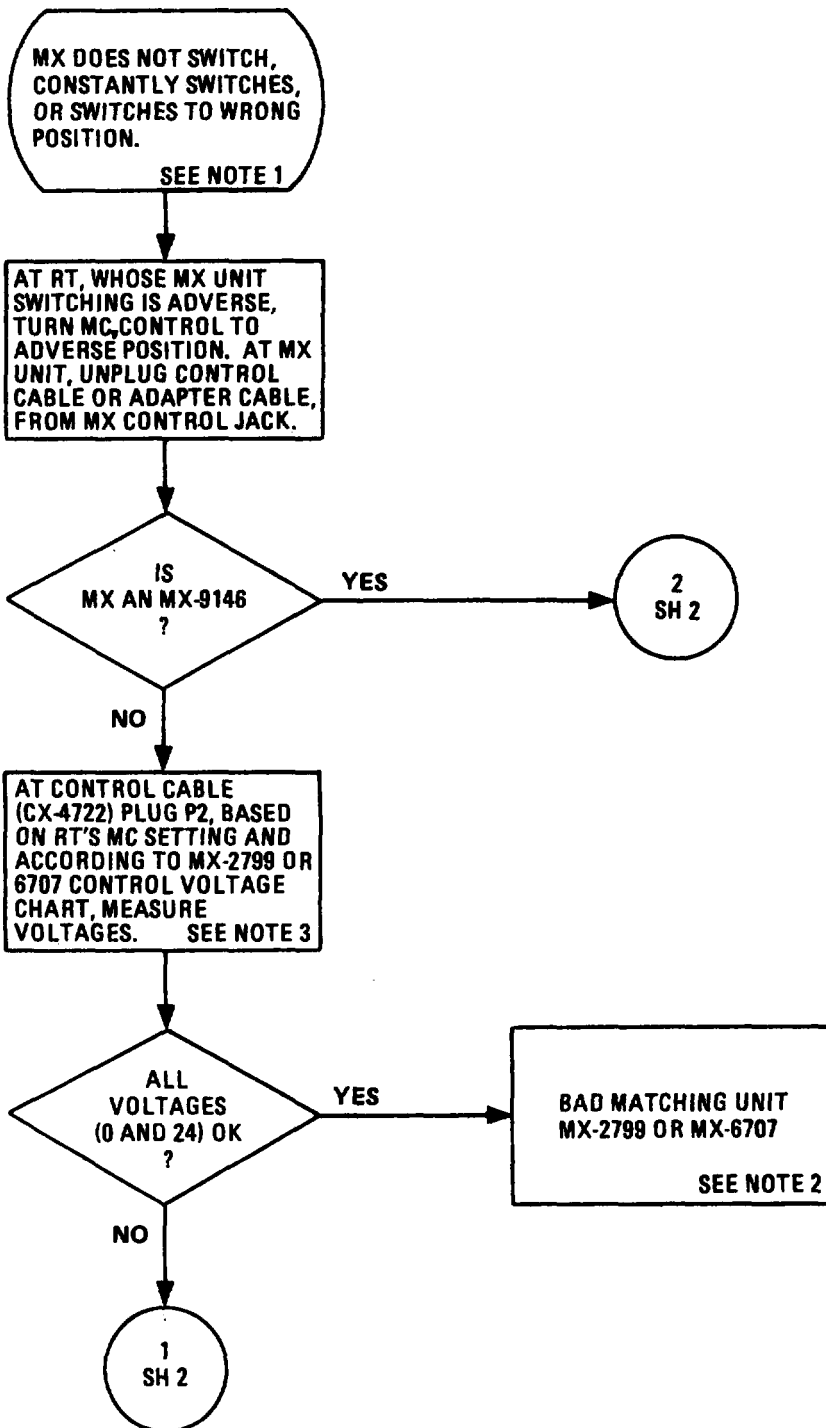 MX DOES NOT SWITCH,
CONSTANTLY SWITCHES,
OR SWITCHES TO WRONG
POSITION.
SEE NOTE 1
AT RT, WHOSE MX UNIT
SWITCHING IS ADVERSE,
TURN MC,CONTROL TO
ADVERSE POSITION. AT MX
UNIT, UNPLUG CONTROL
CABLE OR ADAPTER CABLE,
FROM MX CONTROL JACK.
IS
MX AN MX-9146
?
YES
2
SH 2
NO
AT CONTROL CABLE
(CX-4722) PLUG P2, BASED
ON RT'S MC SETTING AND
ACCORDING TO MX-2799 OR
6707 CONTROL VOLTAGE
CHART, MEASURE
VOLTAGES. SEE NOTE 3
ALL
VOLTAGES
(0 AND 24) OK
?
YES
BAD MATCHING UNIT
MX-2799 OR MX-6707
SEE NOTE 2
NO
1
SH 2